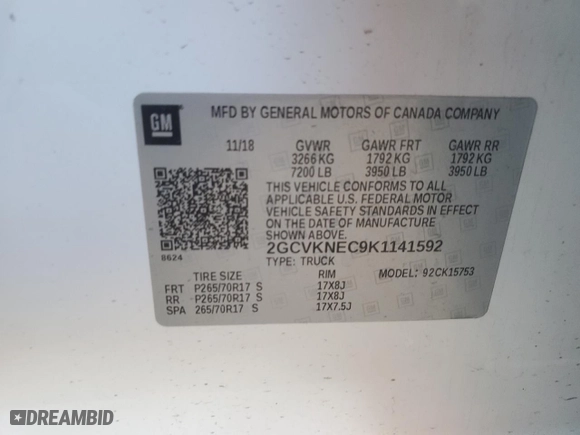 GM
MFD BY GENERAL MOTORS OF CANADA COMPANY
11/18 GVWR GAWR FRT GAWR RR
3266 KG 1792 KG 1792 KG
7200 LB 3950 LB 3950 LB
THIS VEHICLE CONFORMS TO ALL
APPLICABLE U.S. FEDERAL MOTOR
VEHICLE SAFETY STANDARDS IN EFFECT
ON THE DATE OF MANUFACTURE
SHOWN ABOVE.
2GCVKNEC9K1141592
8624
TYPE: TRUCK
TIRE SIZE RIM MODEL: 92CK15753
FRT P265/70R17 S 17X8J
RR P265/70R17 S 17X8J
SPA 265/70R17 S 17X7.5J
DREAMBID